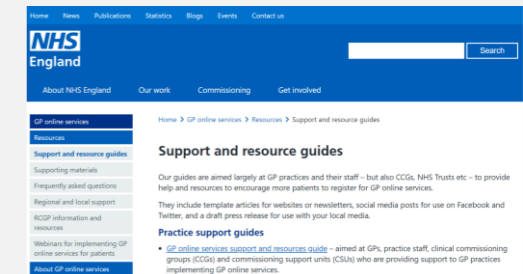 Home News Publications Statistics Blogs Events Contact us
NHS
England
Search
About NHS England Our work Commissioning Get involved
GP online services
Resources
Support and resource guides
Supporting materials
Frequently asked questions
Regional and local support
RCGP information and
resources
Webinars for implementing GP
online services for patients
About GP online services
Home > GP online services > Resources > Support and resource guides
Support and resource guides
Our guides are aimed largely at GP practices and their staff – but also CCGs, NHS Trusts etc – to provide
help and resources to encourage more patients to register for GP online services.
They include template articles for websites or newsletters, social media posts for use on Facebook and
Twitter, and a draft press release for use with your local media.
Practice support guides
• GP online services support and resources guide – aimed at GPs, practice staff, clinical commissioning
groups (CCGs) and commissioning support units (CSUs) who are providing support to GP practices
implementing GP online services.